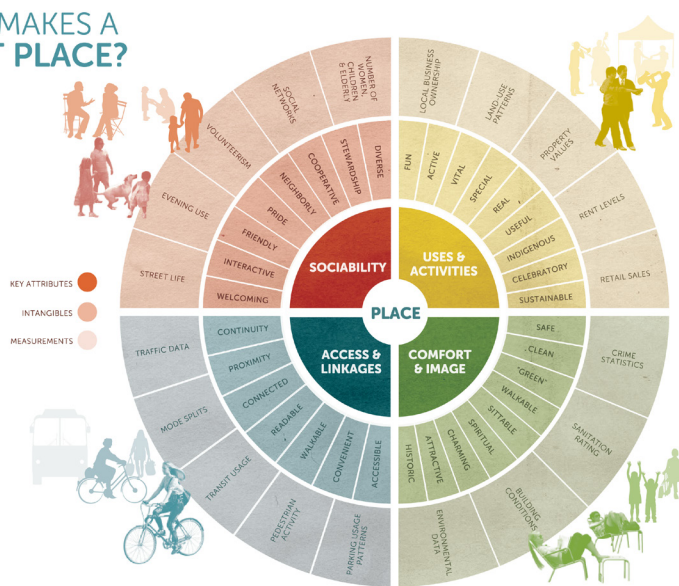 MAKES A
T PLACE?
KEY ATTRIBUTES
INTANGIBLES
MEASUREMENTS
PLACE
SOCIABILITY
USES &
ACTIVITIES
ACCESS &
LINKAGES
COMFORT
& IMAGE
WELCOMING
INTERACTIVE
FRIENDLY
PRIDE
NEIGHBORLY
COOPERATIVE
STEWARDSHIP
DIVERSE
STREET LIFE
EVENING USE
VOLUNTEERISM
SOCIAL
NETWORKS
NUMBER OF
WOMEN,
CHILDREN
& ELDERLY
FUN
ACTIVE
VITAL
SPECIAL
REAL
USEFUL
INDIGENOUS
CELEBRATORY
SUSTAINABLE
LOCAL BUSINESS
OWNERSHIP
LAND-USE
PATTERNS
PROPERTY
VALUES
RENT LEVELS
RETAIL SALES
CONTINUITY
PROXIMITY
CONNECTED
READABLE
WALKABLE
CONVENIENT
ACCESSIBLE
TRAFFIC DATA
MODE SPLITS
TRANSIT USAGE
PEDESTRIAN
ACTIVITY
PARKING USAGE
PATTERNS
SAFE
CLEAN
"GREEN"
WALKABLE
SITTABLE
SPIRITUAL
CHARMING
ATTRACTIVE
HISTORIC
CRIME
STATISTICS
SANITATION
RATING
BUILDING
CONDITIONS
ENVIRONMENTAL
DATA